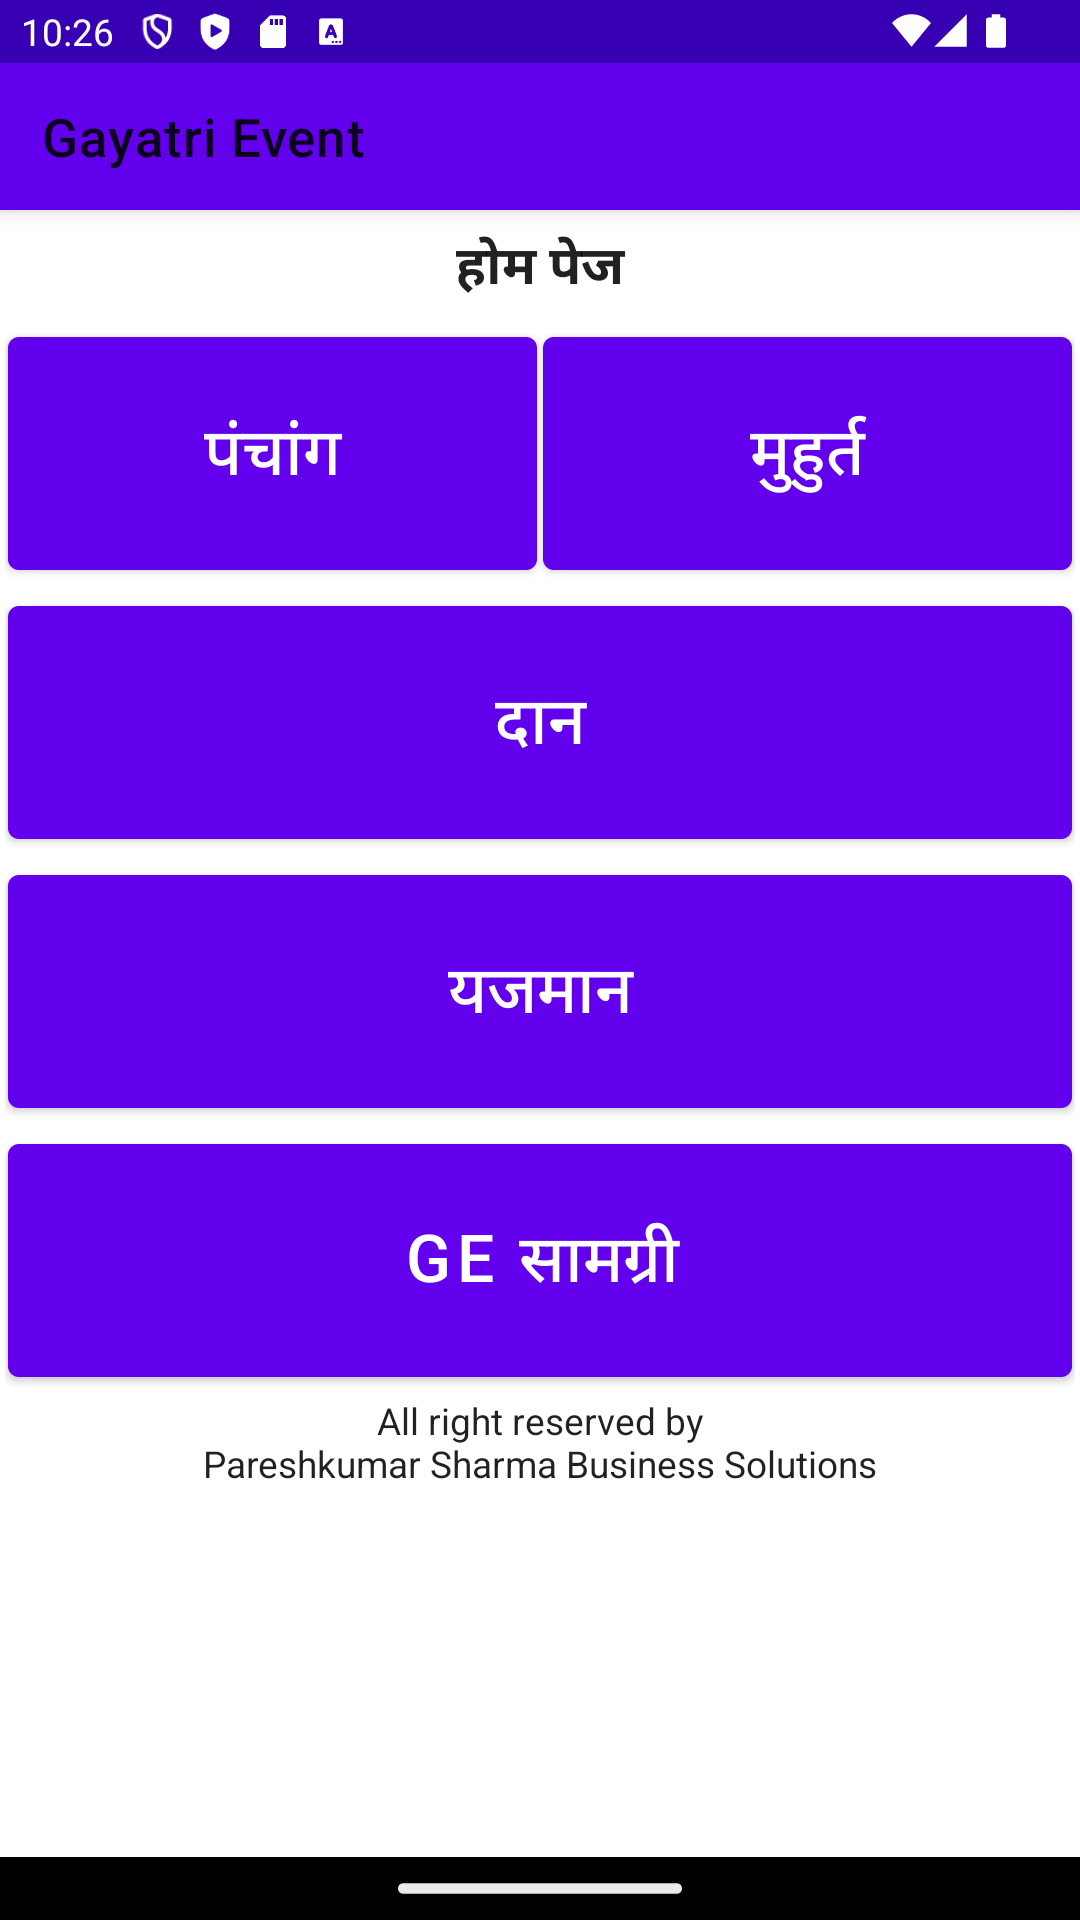 10:26
Gayatri Event
होम पेज
पंचांग
मुहुर्त
दान
यजमान
GE सामग्री
All right reserved by
Pareshkumar Sharma Business Solutions